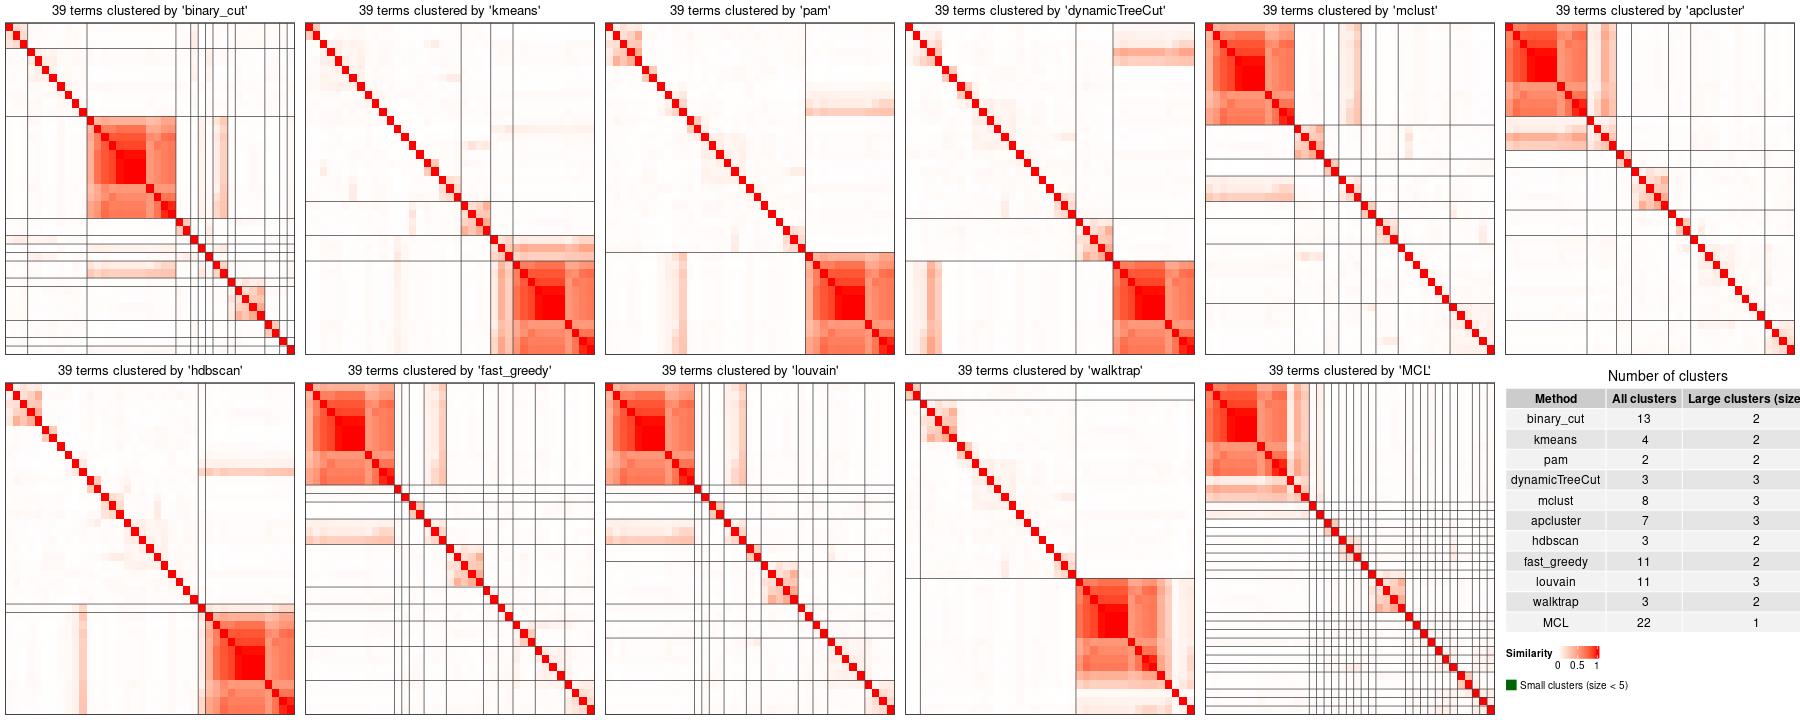 39 terms clustered by 'binary_cut'
39 terms clustered by 'kmeans'
39 terms clustered by 'pam'
39 terms clustered by 'dynamicTreeCut'
39 terms clustered by 'mclust'
39 terms clustered by 'apcluster'
39 terms clustered by 'hdbscan'
39 terms clustered by 'fast_greedy'
39 terms clustered by 'louvain'
39 terms clustered by 'walktrap'
39 terms clustered by 'MCL'
Number of clusters
Method All clusters Large clusters (size
binary_cut 13 2
kmeans 4 2
pam 2 2
dynamicTreeCut 3 3
mclust 8 3
apcluster 7 3
hdbscan 3 2
fast_greedy 11 2
louvain 11 3
walktrap 3 2
MCL 22 1
Similarity
0 0.5 1
Small clusters (size < 5)